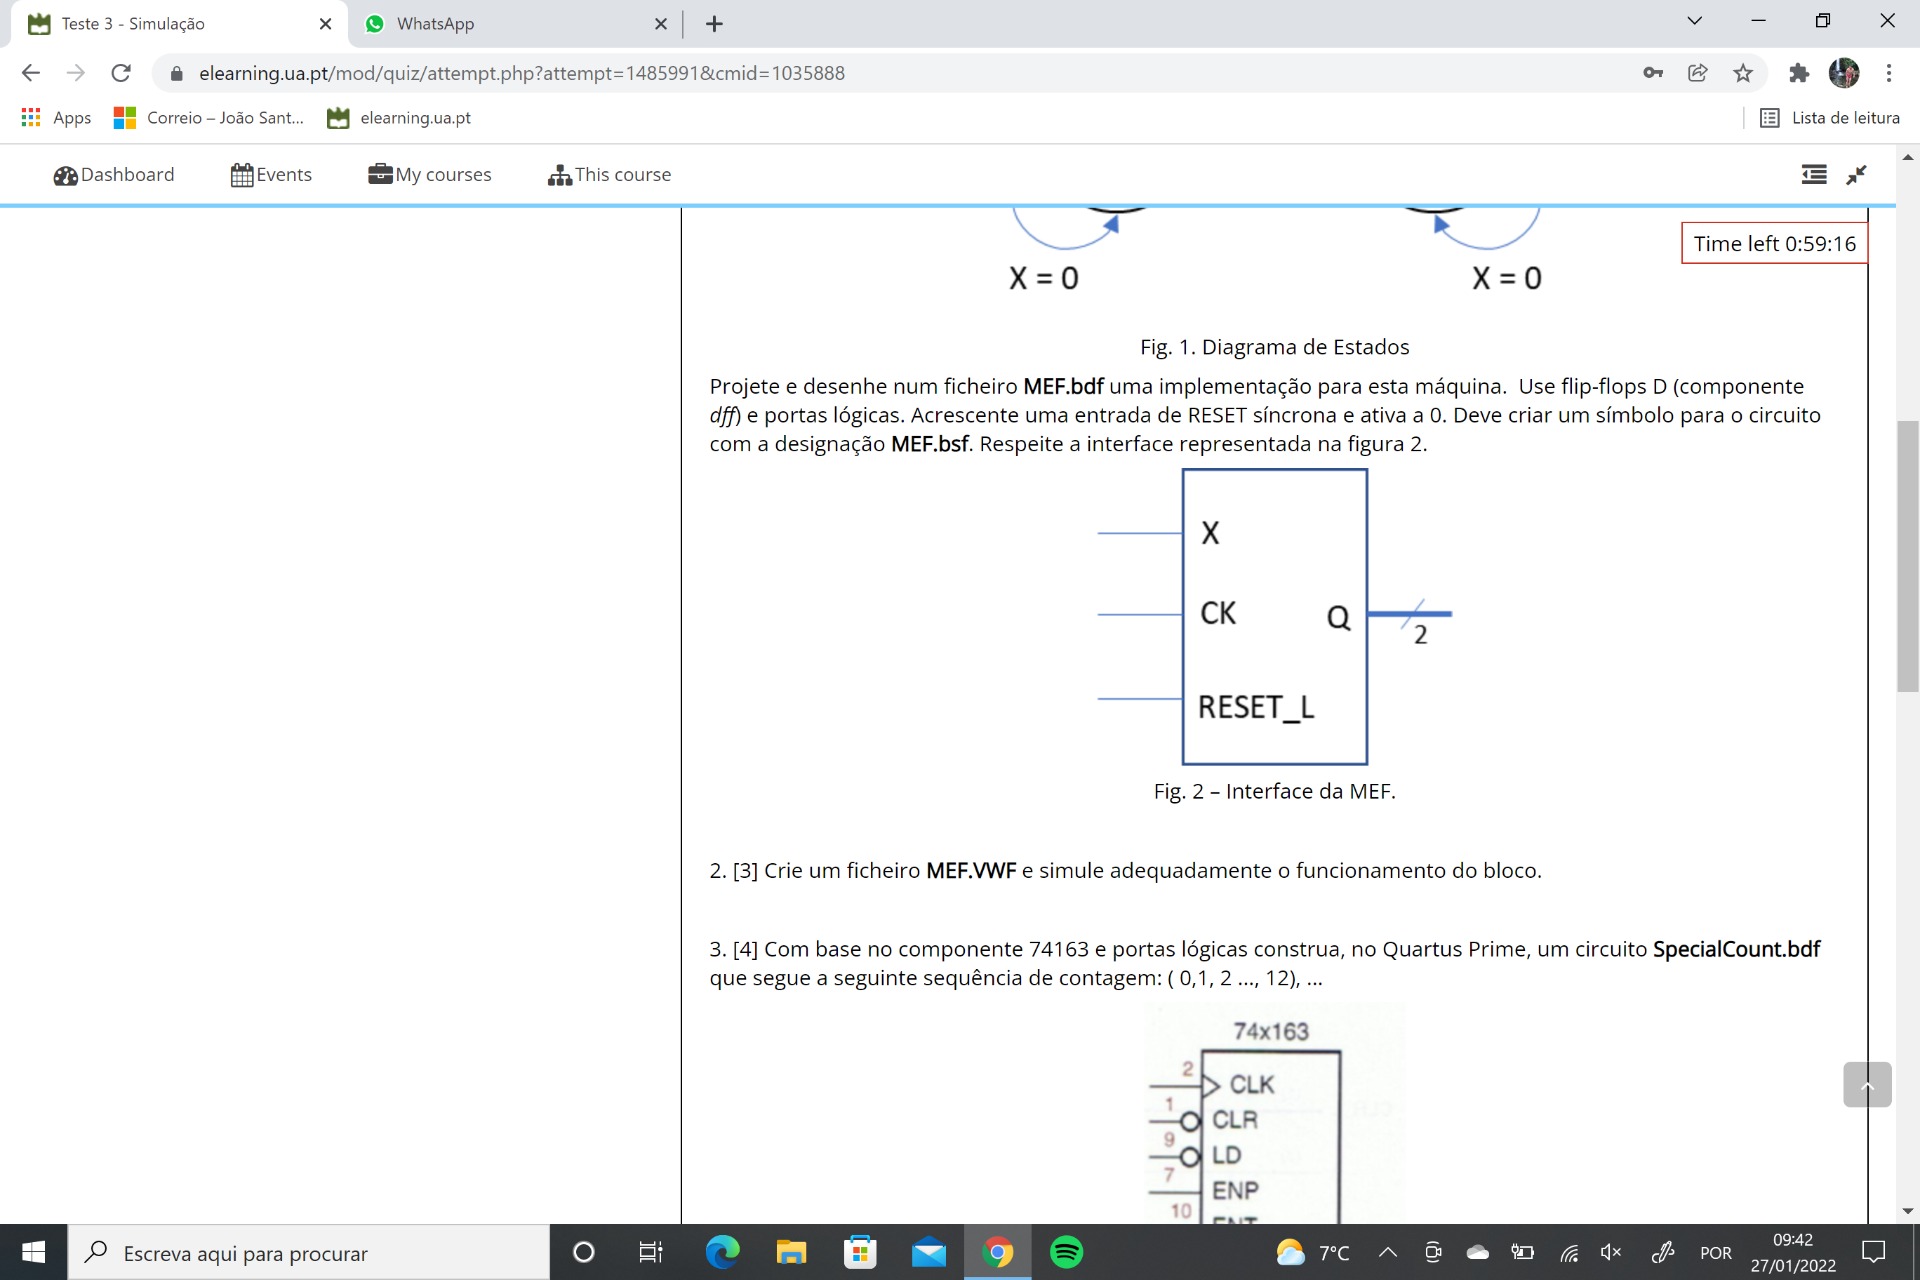 Teste 3 - Simulação
WhatsApp
elearning.ua.pt/mod/quiz/attempt.php?attempt=1485991&cmid=1035888
Apps
Correio – João Sant...
elearning.ua.pt
Lista de leitura
Dashboard
Events
My courses
This course
Time left 0:59:16
X = 0
X = 0
Fig. 1. Diagrama de Estados
Projete e desenhe num ficheiro MEF.bdf uma implementação para esta máquina. Use flip-flops D (componente
dff) e portas lógicas. Acrescente uma entrada de RESET síncrona e ativa a 0. Deve criar um símbolo para o circuito
com a designação MEF.bsf. Respeite a interface representada na figura 2.
X
CK
Q
2
RESET_L
Fig. 2 – Interface da MEF.
2. [3] Crie um ficheiro MEF.VWF e simule adequadamente o funcionamento do bloco.
3. [4] Com base no componente 74163 e portas lógicas construa, no Quartus Prime, um circuito SpecialCount.bdf
que segue a seguinte sequência de contagem: ( 0,1, 2 ..., 12), ...
74x163
2
CLK
1
CLR
9
LD
7
ENP
10
ENT
Escreva aqui para procurar
7°C
POR
09:42
27/01/2022